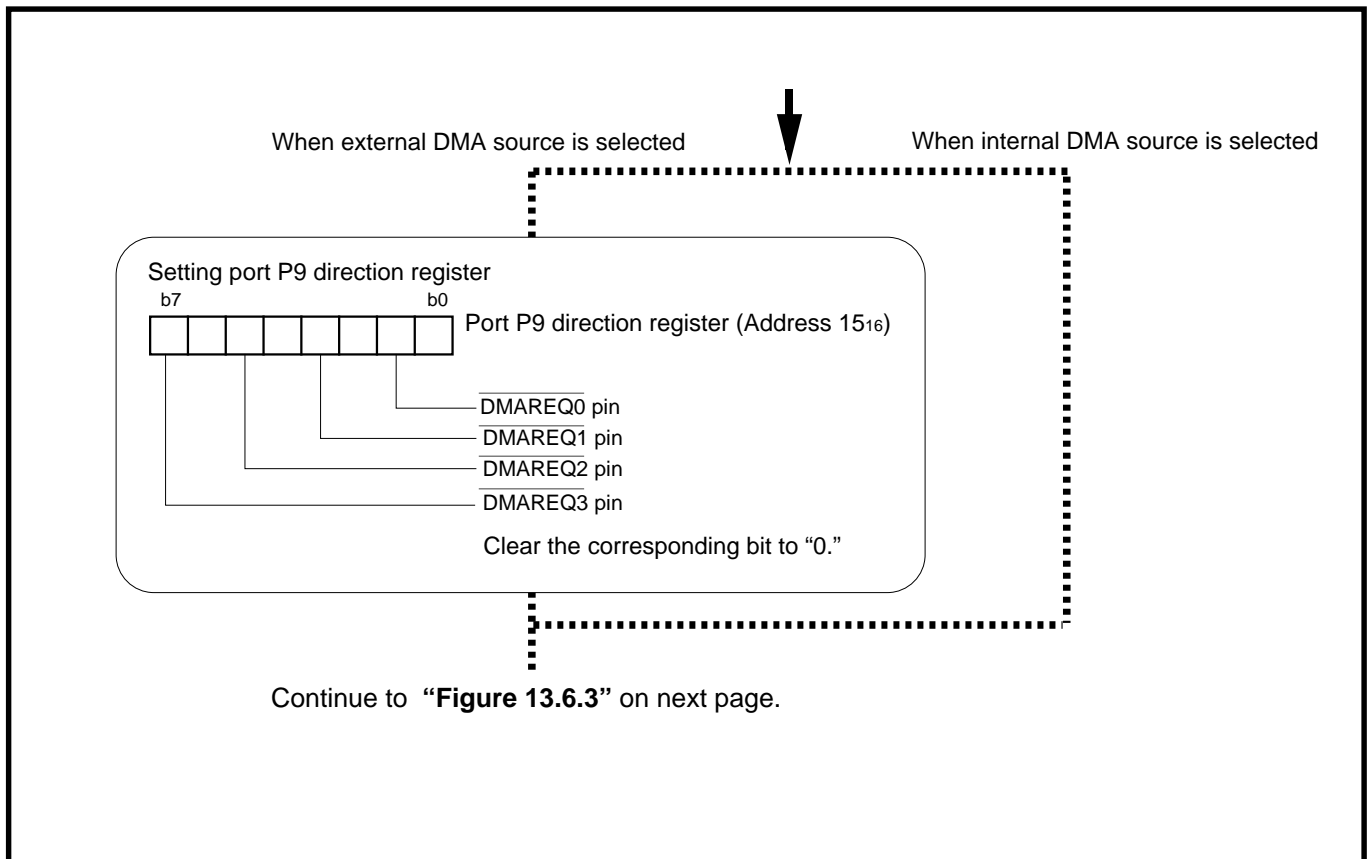 When external DMA source is selected
When internal DMA source is selected
Setting port P9 direction register
b7 b0
Port P9 direction register (Address 15₁₆)
DMAREQ0 pin
DMAREQ1 pin
DMAREQ2 pin
DMAREQ3 pin
Clear the corresponding bit to “0.”
Continue to “Figure 13.6.3” on next page.